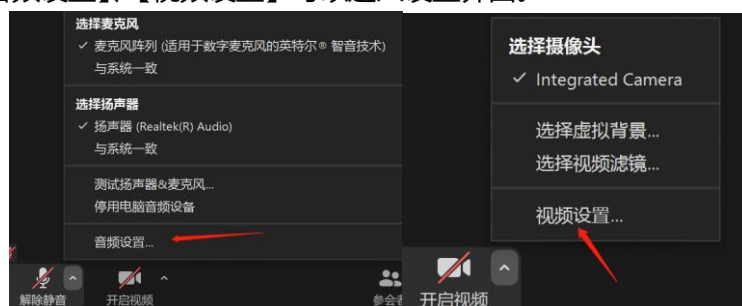 选择麦克风
✓ 麦克风阵列 (适用于数字麦克风的英特尔® 智音技术)
与系统一致
选择扬声器
✓ 扬声器 (Realtek(R) Audio)
与系统一致
测试扬声器&麦克风...
停用电脑音频设备
音频设置...
解除静音
开启视频
选择摄像头
✓ Integrated Camera
选择虚拟背景...
选择视频滤镜...
视频设置...
开启视频